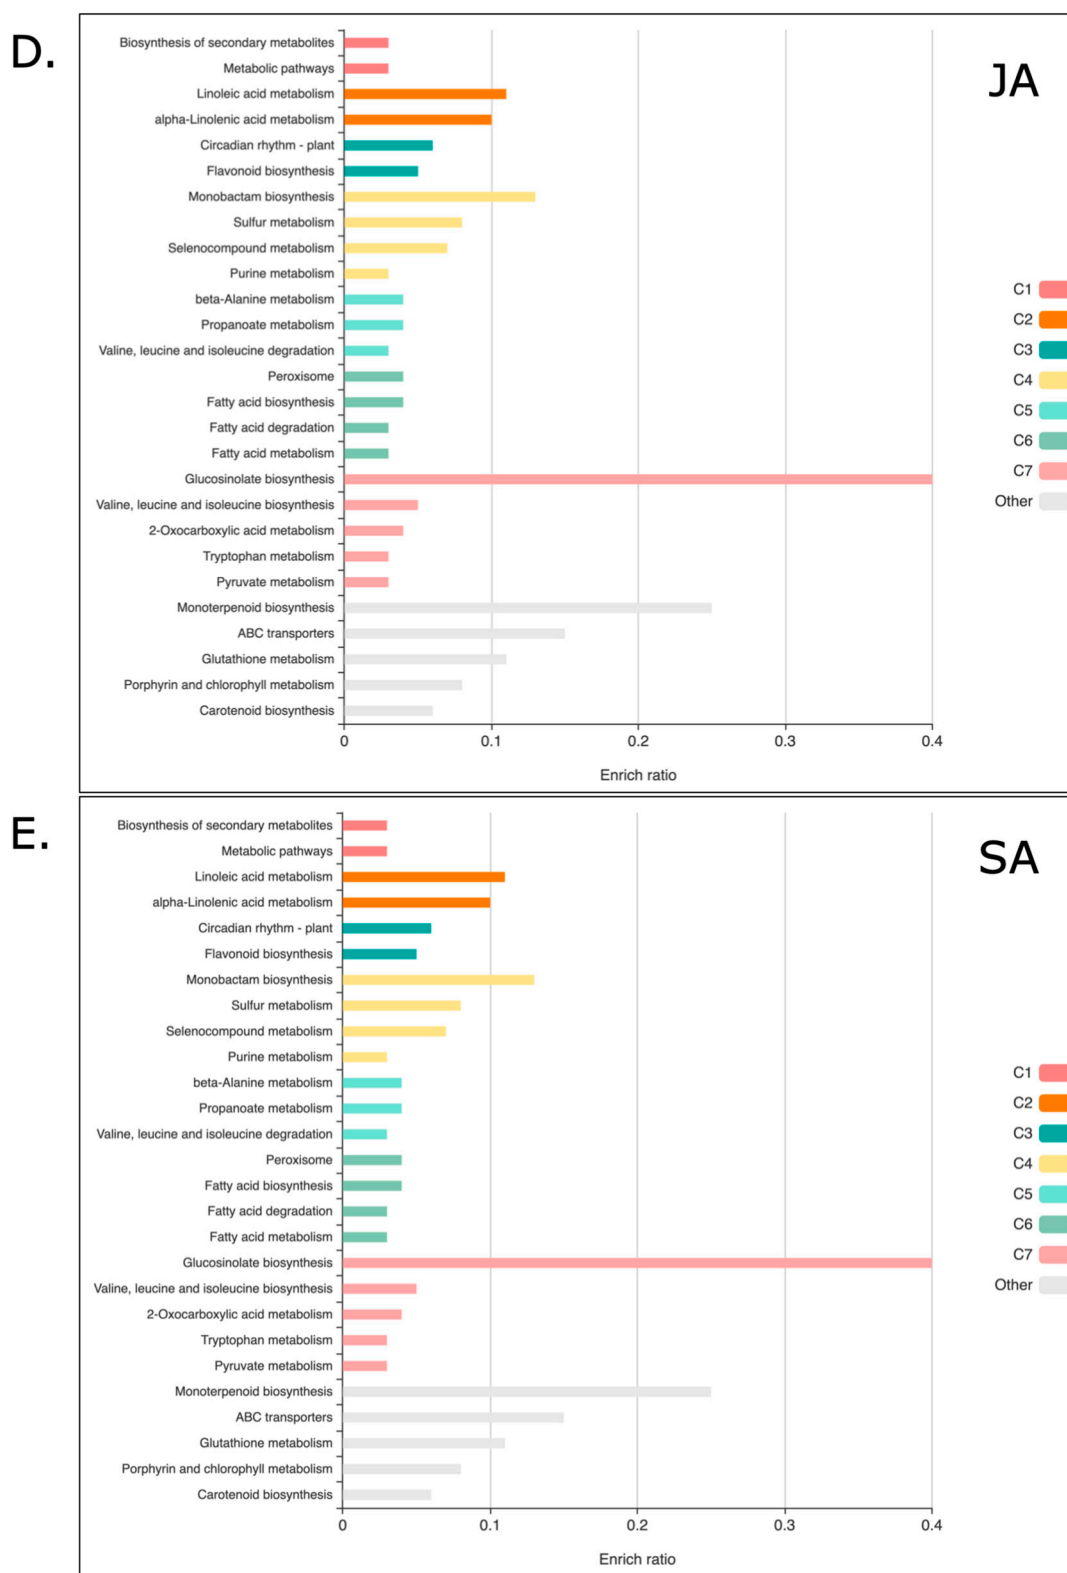 D.
JA
Biosynthesis of secondary metabolites
Metabolic pathways
Linoleic acid metabolism
alpha-Linolenic acid metabolism
Circadian rhythm - plant
Flavonoid biosynthesis
Monobactam biosynthesis
Sulfur metabolism
Selenocompound metabolism
Purine metabolism
beta-Alanine metabolism
Propanoate metabolism
Valine, leucine and isoleucine degradation
Peroxisome
Fatty acid biosynthesis
Fatty acid degradation
Fatty acid metabolism
Glucosinolate biosynthesis
Valine, leucine and isoleucine biosynthesis
2-Oxocarboxylic acid metabolism
Tryptophan metabolism
Pyruvate metabolism
Monoterpenoid biosynthesis
ABC transporters
Glutathione metabolism
Porphyrin and chlorophyll metabolism
Carotenoid biosynthesis
0 0.1 0.2 0.3 0.4
Enrich ratio
C1
C2
C3
C4
C5
C6
C7
Other
E.
SA
Biosynthesis of secondary metabolites
Metabolic pathways
Linoleic acid metabolism
alpha-Linolenic acid metabolism
Circadian rhythm - plant
Flavonoid biosynthesis
Monobactam biosynthesis
Sulfur metabolism
Selenocompound metabolism
Purine metabolism
beta-Alanine metabolism
Propanoate metabolism
Valine, leucine and isoleucine degradation
Peroxisome
Fatty acid biosynthesis
Fatty acid degradation
Fatty acid metabolism
Glucosinolate biosynthesis
Valine, leucine and isoleucine biosynthesis
2-Oxocarboxylic acid metabolism
Tryptophan metabolism
Pyruvate metabolism
Monoterpenoid biosynthesis
ABC transporters
Glutathione metabolism
Porphyrin and chlorophyll metabolism
Carotenoid biosynthesis
0 0.1 0.2 0.3 0.4
Enrich ratio
C1
C2
C3
C4
C5
C6
C7
Other